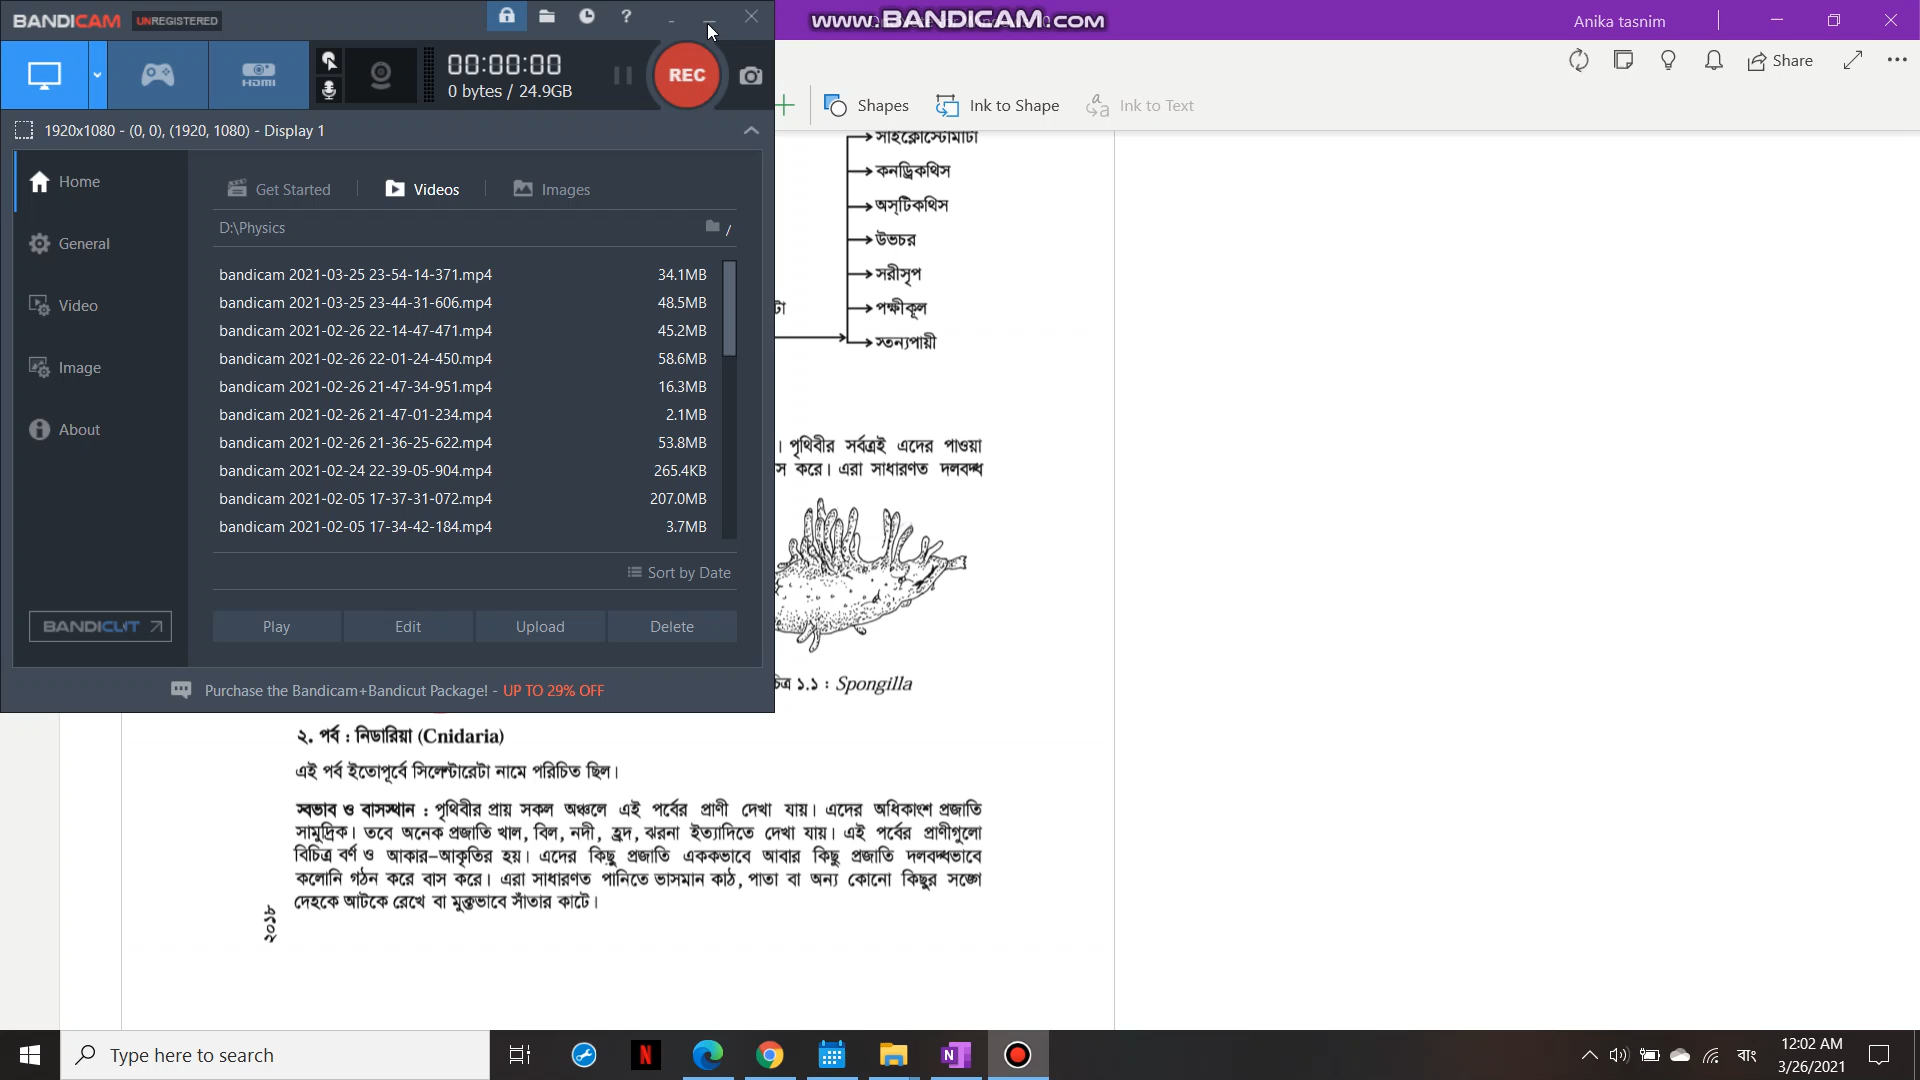 BANDICAM UNREGISTERED
www.BANDICAM.com
Anika tasnim
REC
00:00:00
0 bytes / 24.9GB
HDMI
Share
Shapes
Ink to Shape
Ink to Text
1920x1080 - (0, 0), (1920, 1080) - Display 1
Home
General
Video
Image
About
BANDICUT
Get Started
Videos
Images
D:\Physics
bandicam 2021-03-25 23-54-14-371.mp4 34.1MB
bandicam 2021-03-25 23-44-31-606.mp4 48.5MB
bandicam 2021-02-26 22-14-47-471.mp4 45.2MB
bandicam 2021-02-26 22-01-24-450.mp4 58.6MB
bandicam 2021-02-26 21-47-34-951.mp4 16.3MB
bandicam 2021-02-26 21-47-01-234.mp4 2.1MB
bandicam 2021-02-26 21-36-25-622.mp4 53.8MB
bandicam 2021-02-24 22-39-05-904.mp4 265.4KB
bandicam 2021-02-05 17-37-31-072.mp4 207.0MB
bandicam 2021-02-05 17-34-42-184.mp4 3.7MB
Sort by Date
Play
Edit
Upload
Delete
Purchase the Bandicam+Bandicut Package! - UP TO 29% OFF
সাইক্লোস্টোমাটা
কনড্রিকথিস
অস্টিকথিস
উভচর
সরীসৃপ
পক্ষীকূল
স্তন্যপায়ী
টা
। পৃথিবীর সর্বত্রই এদের পাওয়া
স করে। এরা সাধারণত দলবদ্ধ
চিত্র ১.১ : Spongilla
২. পর্ব : নিডারিয়া (Cnidaria)
এই পর্ব ইতোপূর্বে সিলেন্টারেটা নামে পরিচিত ছিল।
স্বভাব ও বাসস্থান : পৃথিবীর প্রায় সকল অঞ্চলে এই পর্বের প্রাণী দেখা যায়। এদের অধিকাংশ প্রজাতি
সামুদ্রিক। তবে অনেক প্রজাতি খাল, বিল, নদী, হ্রদ, ঝরনা ইত্যাদিতে দেখা যায়। এই পর্বের প্রাণীগুলো
বিচিত্র বর্ণ ও আকার-আকৃতির হয়। এদের কিছু প্রজাতি এককভাবে আবার কিছু প্রজাতি দলবদ্ধভাবে
কলোনি গঠন করে বাস করে। এরা সাধারণত পানিতে ভাসমান কাঠ, পাতা বা অন্য কোনো কিছুর সঙ্গে
দেহকে আটকে রেখে বা মুক্তভাবে সাঁতার কাটে।
২০১৮
Type here to search
বাং
12:02 AM
3/26/2021